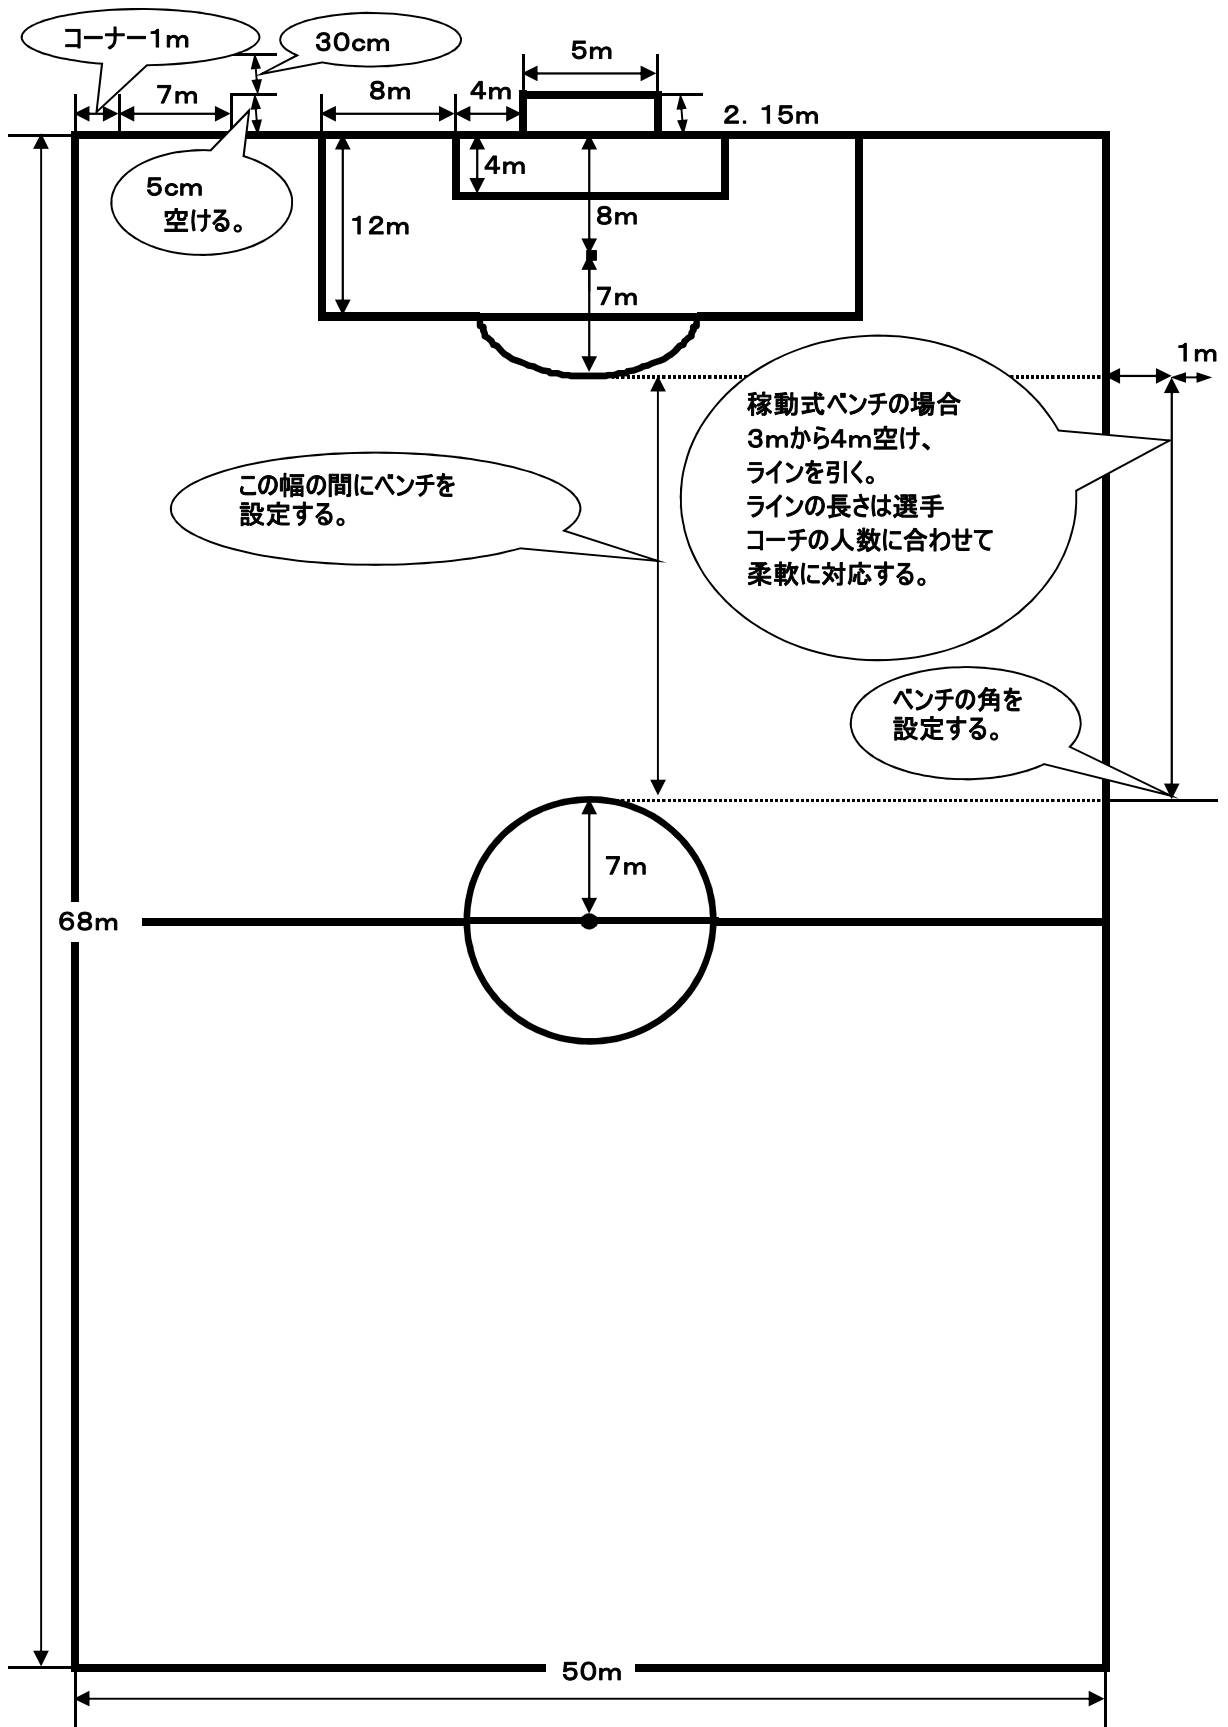 コーナー1m
30cm
5m
7m
8m
4m
2．15m
4m
5cm
空ける。
12m
8m
7m
1m
稼動式ベンチの場合
3mから4m空け、
ラインを引く。
ラインの長さは選手
コーチの人数に合わせて
柔軟に対応する。
この幅の間にベンチを
設定する。
ベンチの角を
設定する。
7m
68m
50m